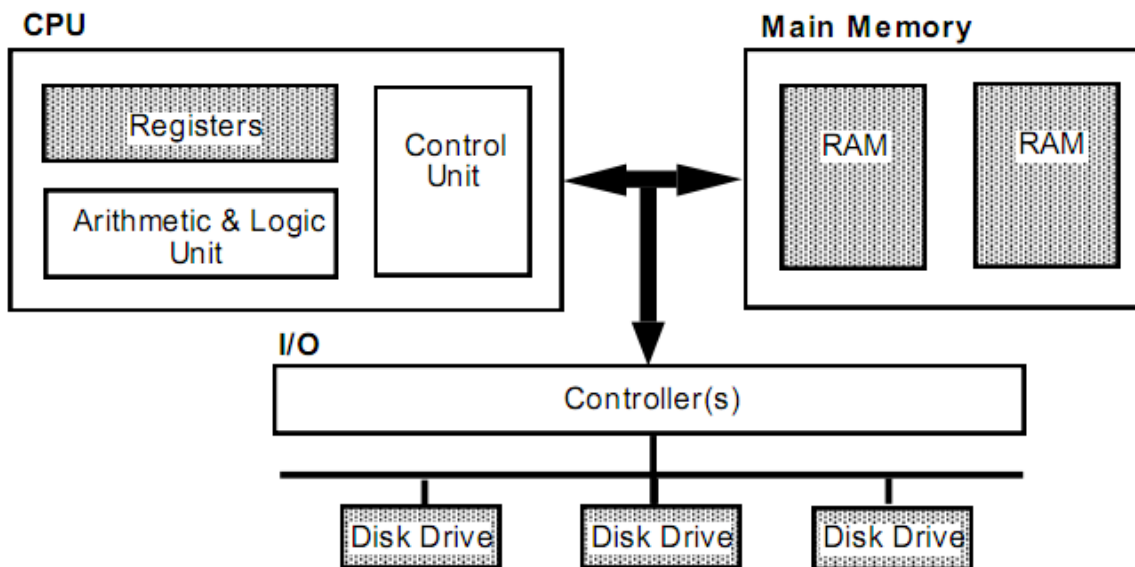 CPU
Main Memory
Registers
Control
Unit
RAM
RAM
Arithmetic & Logic
Unit
I/O
Controller(s)
Disk Drive
Disk Drive
Disk Drive